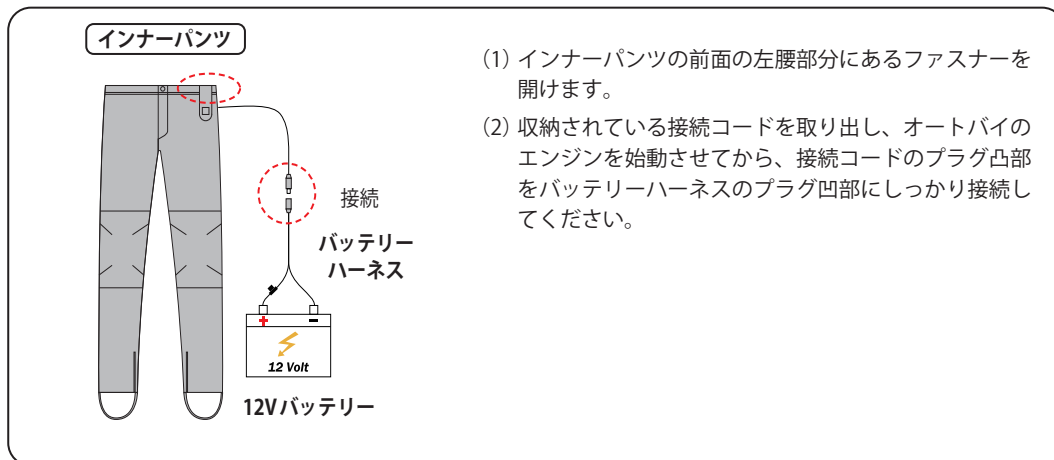 インナーパンツ
接続
バッテリー
ハーネス
+ −
12 Volt
12Vバッテリー
(1) インナーパンツの前面の左腰部分にあるファスナーを
開けます。
(2) 収納されている接続コードを取り出し、オートバイの
エンジンを始動させてから、接続コードのプラグ凸部
をバッテリーハーネスのプラグ凹部にしっかり接続し
てください。